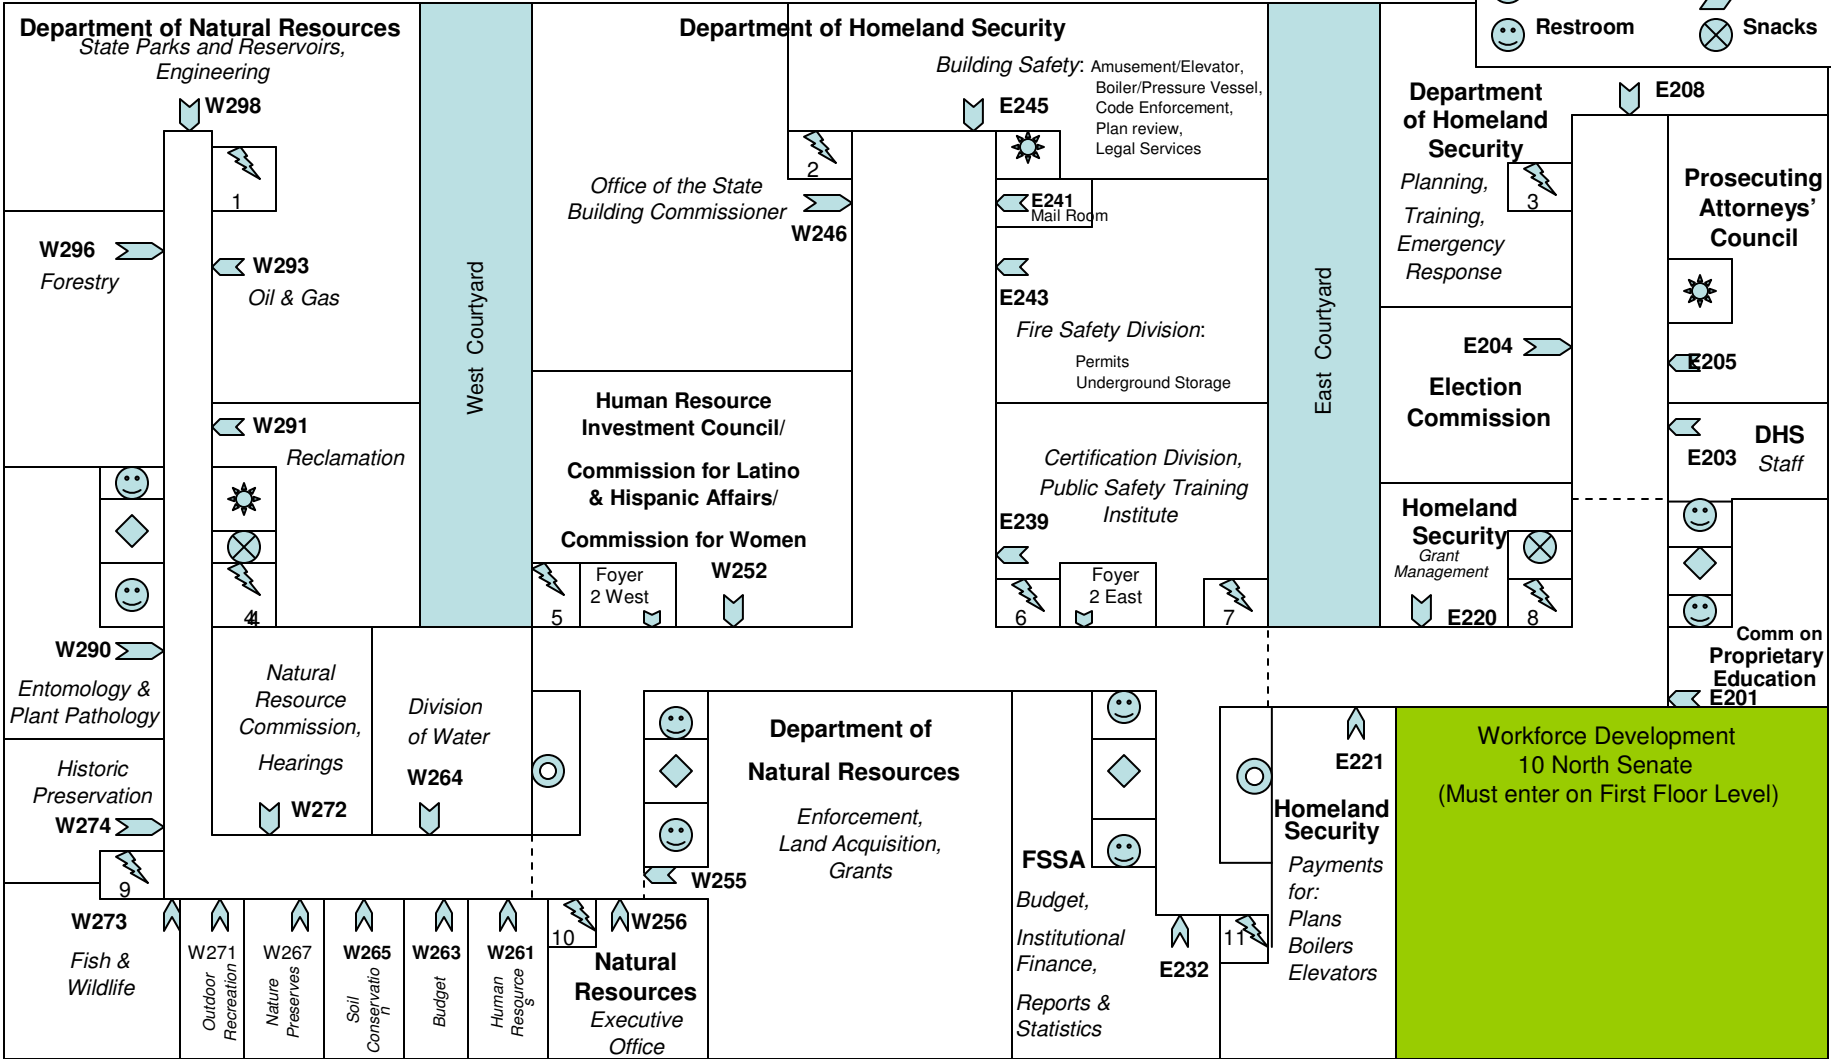 Restroom
Snacks
Department of Natural Resources
State Parks and Reservoirs,
Engineering
W298
1
W296
Forestry
W293
Oil & Gas
W291
Reclamation
4
4
W290
Entomology &
Plant Pathology
Historic
Preservation
W274
9
Natural
Resource
Commission,
Hearings
W272
Division
of Water
W264
W273
Fish &
Wildlife
W271
Outdoor
Recreation
W267
Nature
Preserves
W265
Soil
Conservatio
n
W263
Budget
W261
Human
Resource
s
10
W256
Natural
Resources
Executive
Office
West Courtyard
Department of Homeland Security
Building Safety: Amusement/Elevator,
Boiler/Pressure Vessel,
Code Enforcement,
Plan review,
Legal Services
E245
2
Office of the State
Building Commissioner
W246
E241
Mail Room
E243
Fire Safety Division:
Permits
Underground Storage
Human Resource
Investment Council/
Commission for Latino
& Hispanic Affairs/
Commission for Women
W252
5
Foyer
2 West
Certification Division,
Public Safety Training
Institute
E239
6
Foyer
2 East
7
East Courtyard
Department
of Homeland
Security
Planning,
Training,
Emergency
Response
3
E208
Prosecuting
Attorneys'
Council
E204
Election
Commission
E205
DHS
Staff
E203
Homeland
Security
Grant
Management
E220
8
Comm on
Proprietary
Education
E201
Department of
Natural Resources
Enforcement,
Land Acquisition,
Grants
W255
FSSA
Budget,
Institutional
Finance,
Reports &
Statistics
E232
11
E221
Homeland
Security
Payments
for:
Plans
Boilers
Elevators
Workforce Development
10 North Senate
(Must enter on First Floor Level)